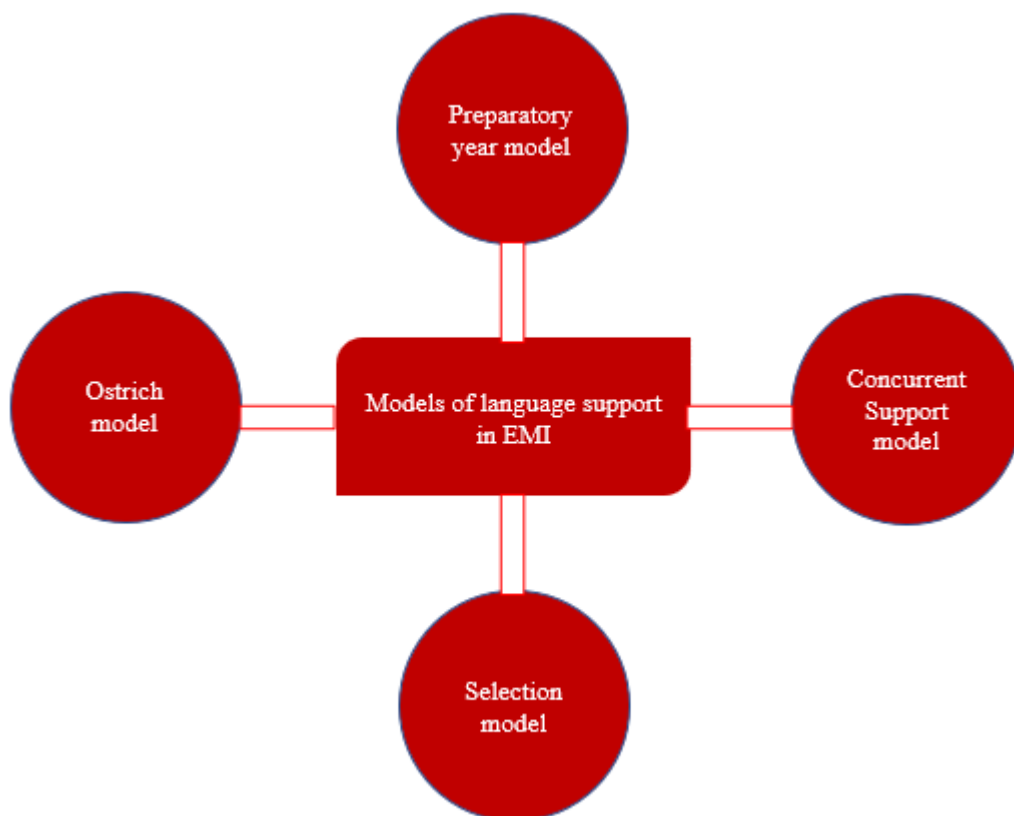 Preparatory
year model
Ostrich
model
Models of language support
in EMI
Concurrent
Support
model
Selection
model